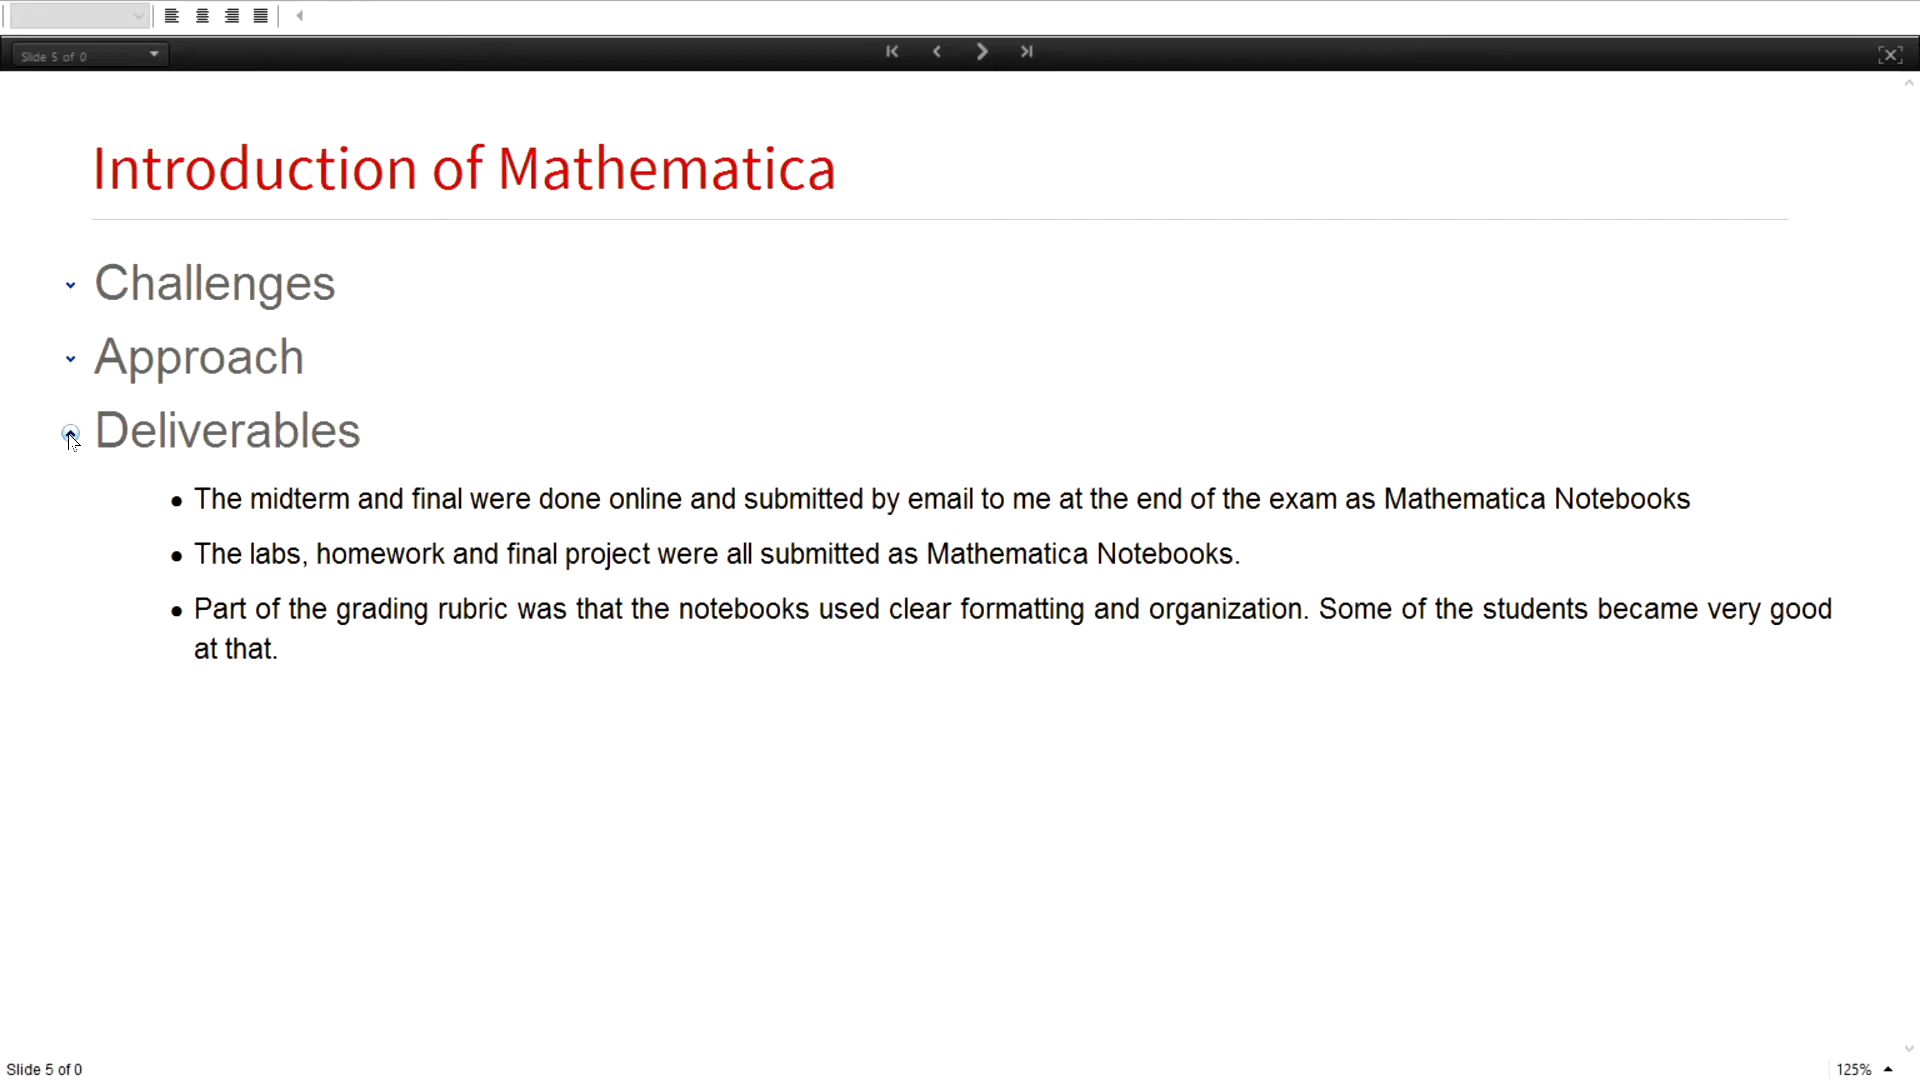 Slide 5 of 0
Introduction of Mathematica
Challenges
Approach
Deliverables
• The midterm and final were done online and submitted by email to me at the end of the exam as Mathematica Notebooks
• The labs, homework and final project were all submitted as Mathematica Notebooks.
• Part of the grading rubric was that the notebooks used clear formatting and organization. Some of the students became very good
at that.
Slide 5 of 0
125%